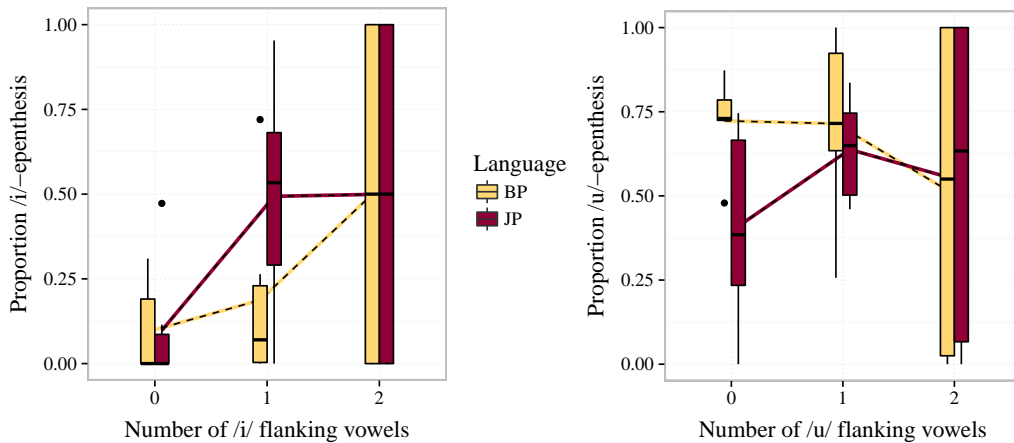 1.00
0.75
0.50
0.25
0.00
Proportion /i/−epenthesis
0 1 2
Number of /i/ flanking vowels
Language
BP
JP
1.00
0.75
0.50
0.25
0.00
Proportion /u/−epenthesis
0 1 2
Number of /u/ flanking vowels